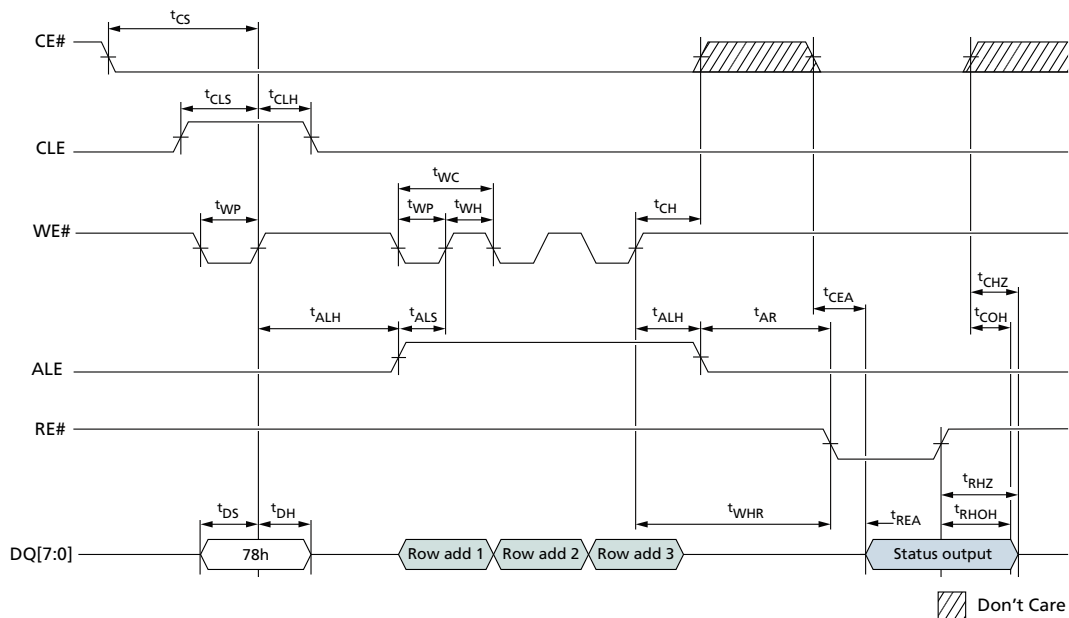 tCS
CE#
tCLS
tCLH
CLE
tWC
tWP
tWP
tWH
tCH
WE#
tCHZ
tCEA
tCOH
tALH
tALS
tALH
tAR
ALE
RE#
tRHZ
tDS
tDH
tWHR
tREA
tRHOH
DQ[7:0]
78h
Row add 1
Row add 2
Row add 3
Status output
Don't Care